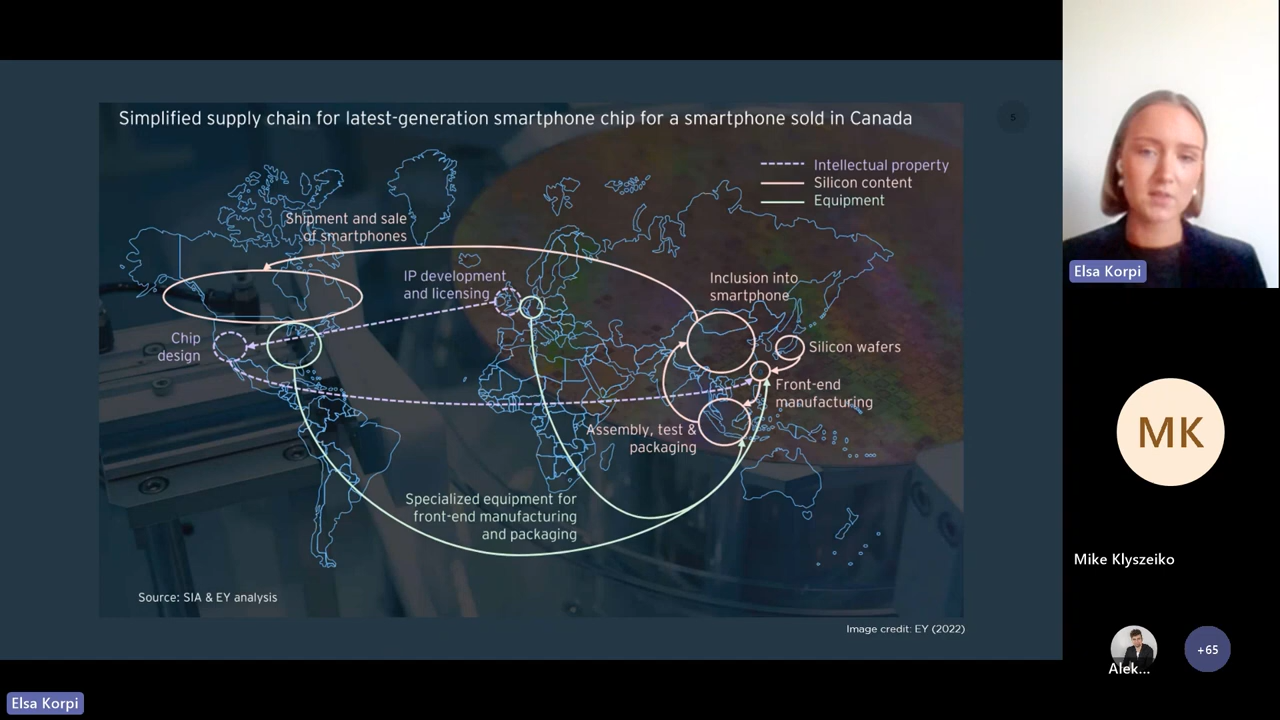 Simplified supply chain for latest-generation smartphone chip for a smartphone sold in Canada
5
Intellectual property
Silicon content
Equipment
Shipment and sale
of smartphones
IP development
and licensing
Inclusion into
smartphone
Chip
design
Silicon wafers
Front-end
manufacturing
Assembly, test &
packaging
Specialized equipment for
front-end manufacturing
and packaging
Source: SIA & EY analysis
Image credit: EY (2022)
Elsa Korpi
Elsa Korpi
MK
Mike Klyszeiko
Alek...
+65